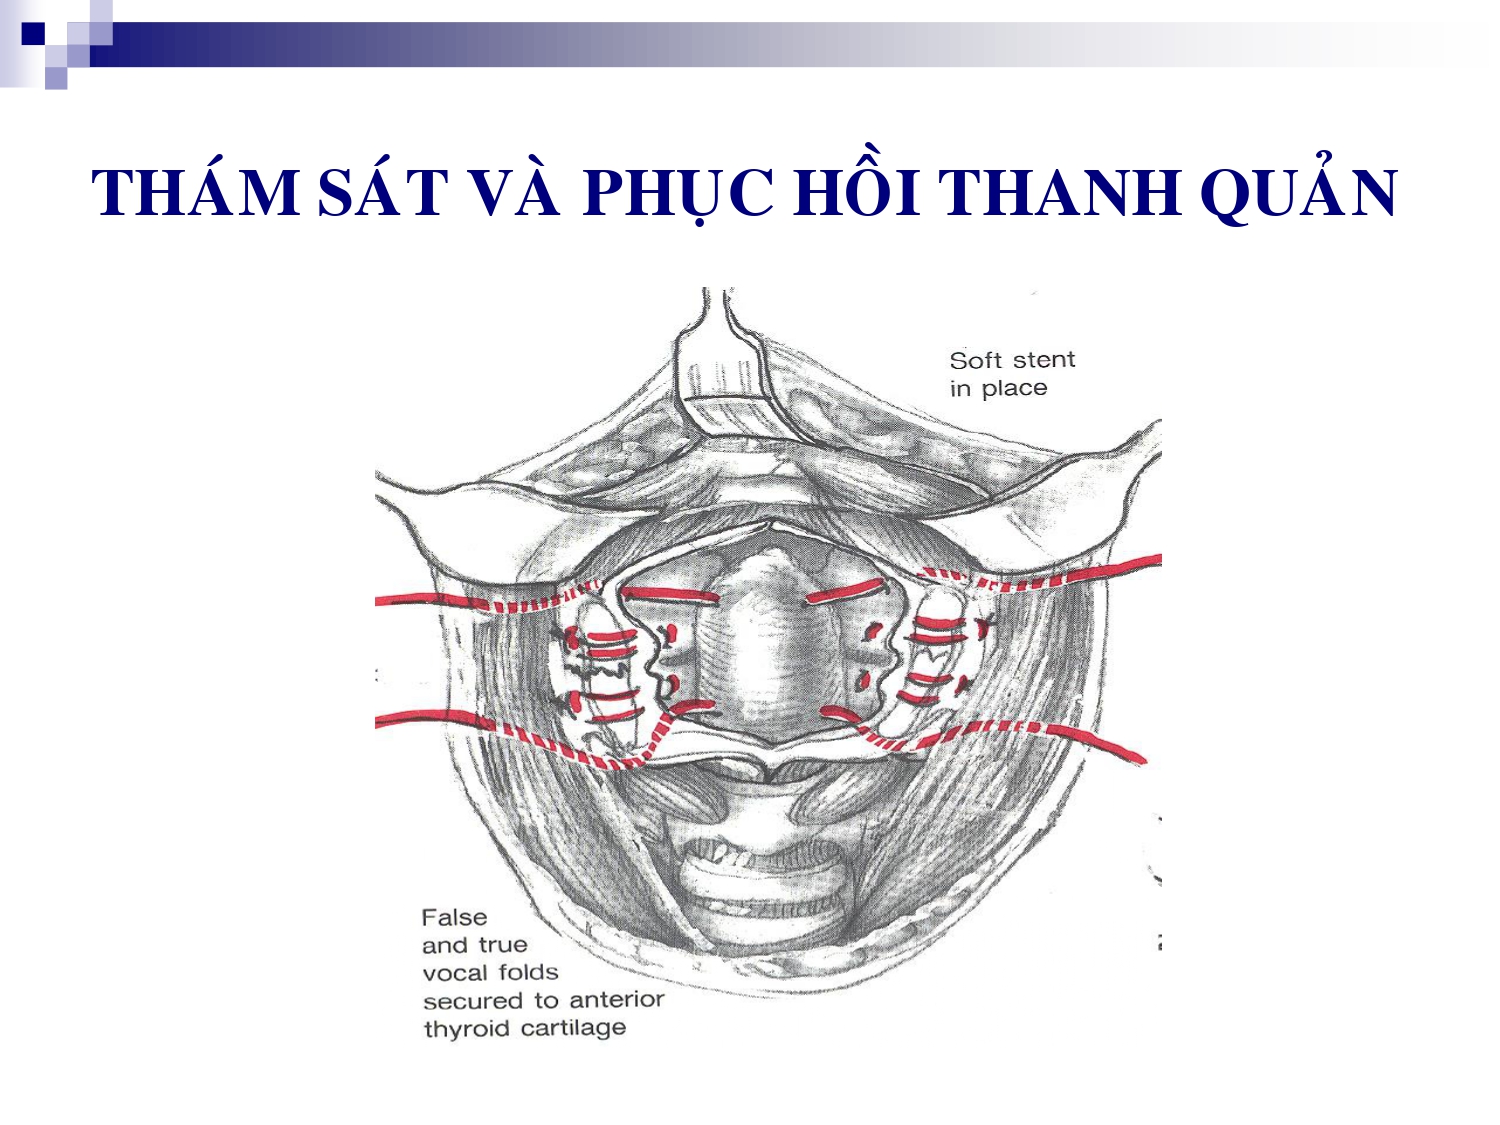 THÁM SÁT VÀ PHỤC HỒI THANH QUẢN
Soft stent
in place
False
and true
vocal folds
secured to anterior
thyroid cartilage